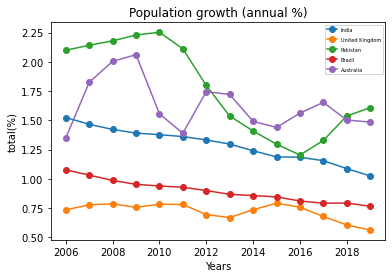 Population growth (annual %)
India
United Kingdom
Pakistan
Brazil
Australia
total(%)
2.25
2.00
1.75
1.50
1.25
1.00
0.75
0.50
2006 2008 2010 2012 2014 2016 2018
Years